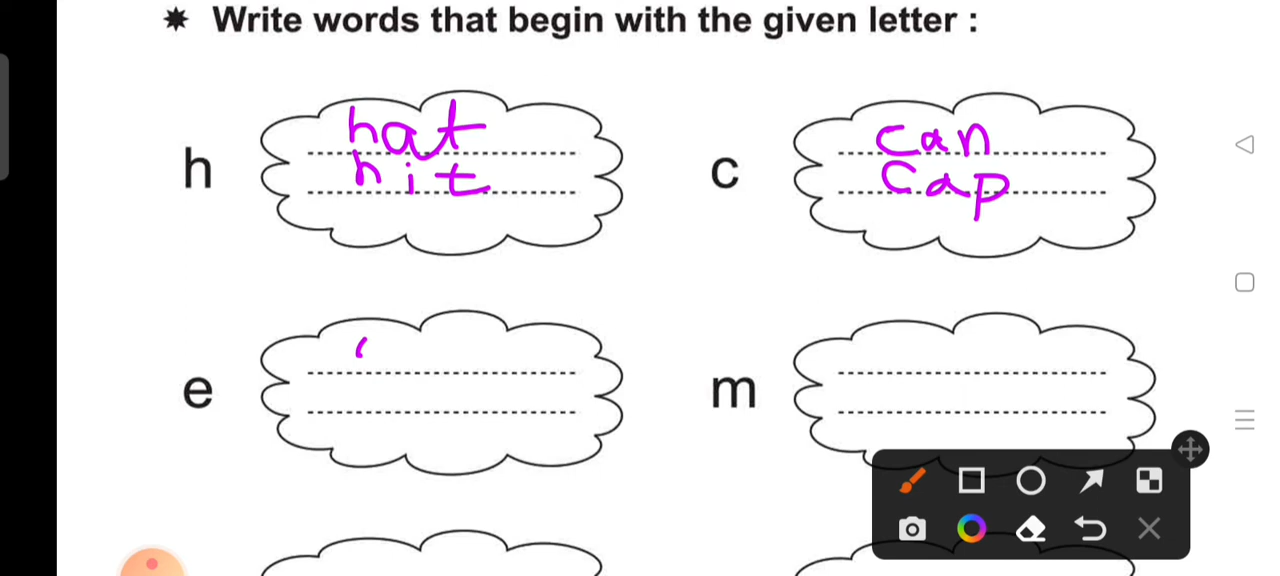 ✷ Write words that begin with the given letter :
h
hat
hit
c
can
cap
e
m